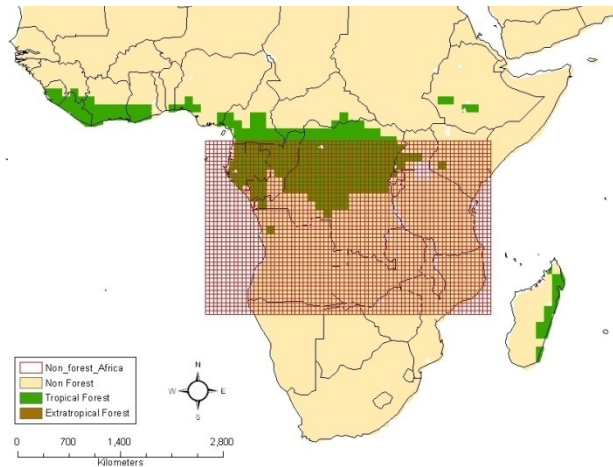 Non_forest_Africa
Non Forest
Tropical Forest
Extratropical Forest
N
W E
S
0 700 1,400 2,800
Kilometers